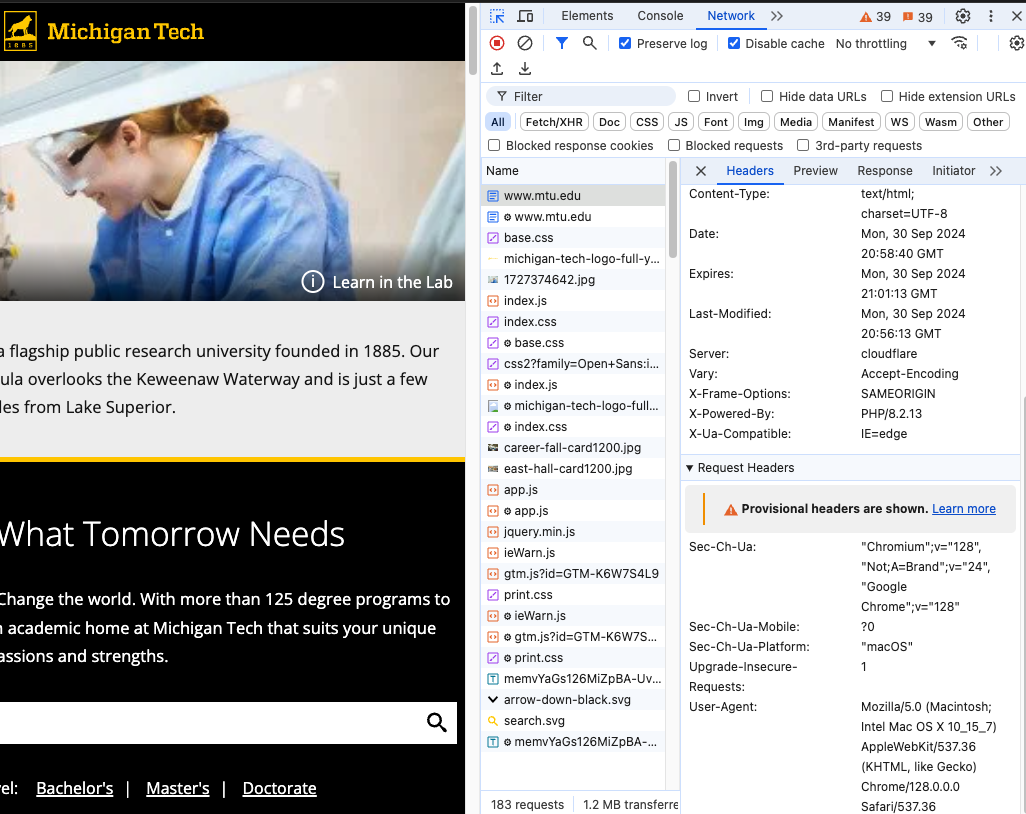 1885
Michigan Tech
Learn in the Lab
a flagship public research university founded in 1885. Our
ula overlooks the Keweenaw Waterway and is just a few
les from Lake Superior.
What Tomorrow Needs
Change the world. With more than 125 degree programs to
academic home at Michigan Tech that suits your unique
assions and strengths.
el: Bachelor's | Master's | Doctorate
Elements Console Network 39 39
Preserve log Disable cache No throttling
Filter Invert Hide data URLs Hide extension URLs
All Fetch/XHR Doc CSS JS Font Img Media Manifest WS Wasm Other
Blocked response cookies Blocked requests 3rd-party requests
Name
www.mtu.edu
www.mtu.edu
base.css
michigan-tech-logo-full-y...
1727374642.jpg
index.js
index.css
base.css
css2?family=Open+Sans:i...
index.js
michigan-tech-logo-full...
index.css
career-fall-card1200.jpg
east-hall-card1200.jpg
app.js
app.js
jquery.min.js
ieWarn.js
gtm.js?id=GTM-K6W7S4L9
print.css
ieWarn.js
gtm.js?id=GTM-K6W7S...
print.css
memvYaGs126MiZpBA-Uv...
arrow-down-black.svg
search.svg
memvYaGs126MiZpBA-...
183 requests 1.2 MB transferre
Headers Preview Response Initiator
Content-Type: text/html;
charset=UTF-8
Date: Mon, 30 Sep 2024
20:58:40 GMT
Expires: Mon, 30 Sep 2024
21:01:13 GMT
Last-Modified: Mon, 30 Sep 2024
20:56:13 GMT
Server: cloudflare
Vary: Accept-Encoding
X-Frame-Options: SAMEORIGIN
X-Powered-By: PHP/8.2.13
X-Ua-Compatible: IE=edge
Request Headers
Provisional headers are shown. Learn more
Sec-Ch-Ua: "Chromium";v="128",
"Not;A=Brand";v="24",
"Google
Chrome";v="128"
Sec-Ch-Ua-Mobile: ?0
Sec-Ch-Ua-Platform: "macOS"
Upgrade-Insecure- 1
Requests:
User-Agent: Mozilla/5.0 (Macintosh;
Intel Mac OS X 10_15_7)
AppleWebKit/537.36
(KHTML, like Gecko)
Chrome/128.0.0.0
Safari/537.36